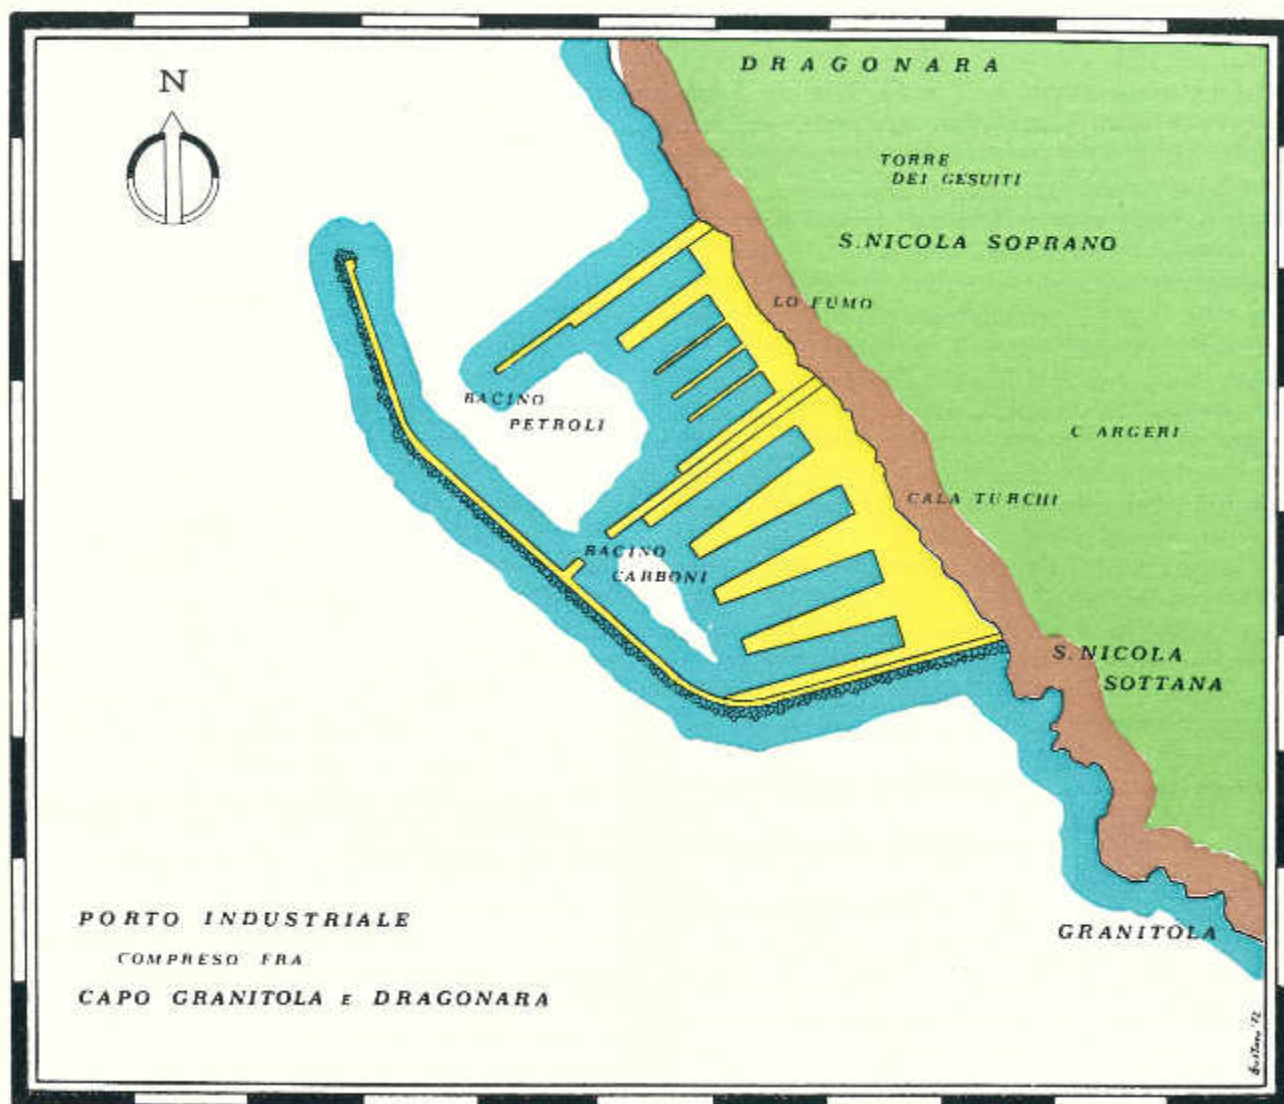 N
DRAGONARA
TORRE
DEI GESUITI
S. NICOLA SOPRANO
LO FUMO
BACINO
PETROLI
C ARGERI
CALA TURCHI
BACINO
CARBONI
S. NICOLA
SOTTANA
GRANITOLA
PORTO INDUSTRIALE
COMPRESO FRA
CAPO GRANITOLA E DRAGONARA